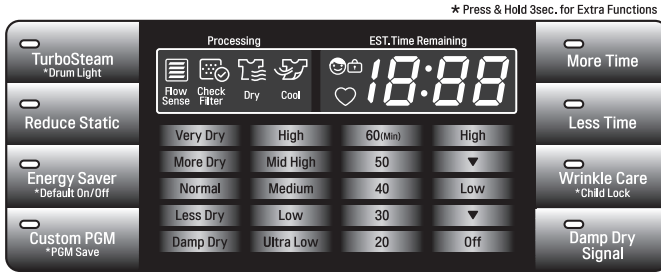 * Press & Hold 3sec. for Extra Functions
TurboSteam
*Drum Light
Reduce Static
Energy Saver
*Default On/Off
Custom PGM
*PGM Save
Processing
EST. Time Remaining
Flow Sense
Check Filter
Dry
Cool
18:88
Very Dry High 60(Min) High
More Dry Mid High 50 ▼
Normal Medium 40 Low
Less Dry Low 30 ▼
Damp Dry Ultra Low 20 Off
More Time
Less Time
Wrinkle Care
*Child Lock
Damp Dry
Signal